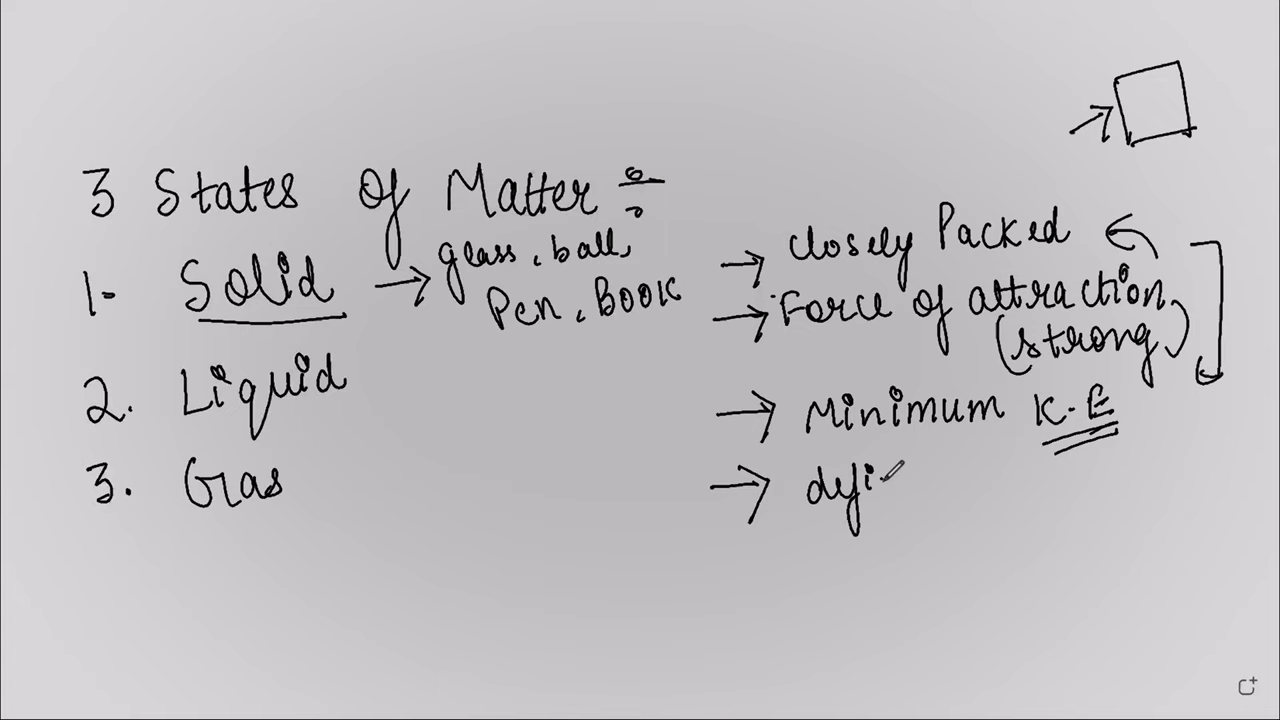 3 States Of Matter ÷
1- Solid → glass, ball,
Pen, Book
→ Closely Packed
→ Force of attraction
(strong)
→ Minimum K.E
→ defi
2. Liquid
3. Gas